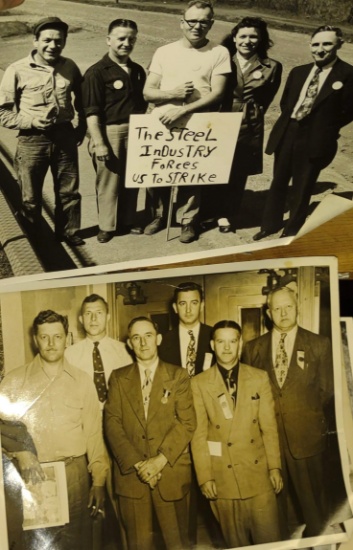 The STEEL
InDusTRY
FoRces
US To STRIKE